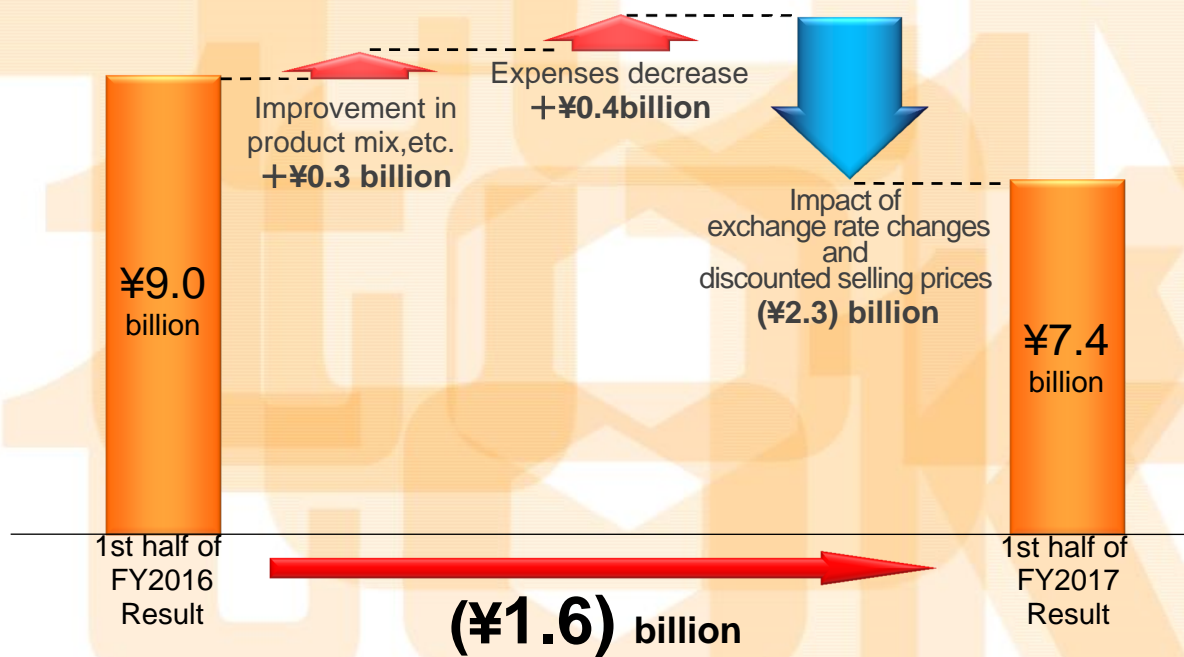 Expenses decrease
＋¥0.4billion
Improvement in
product mix,etc.
＋¥0.3 billion
Impact of
exchange rate changes
and
discounted selling prices
(¥2.3) billion
¥9.0
billion
¥7.4
billion
1st half of
FY2016
Result
1st half of
FY2017
Result
(¥1.6) billion